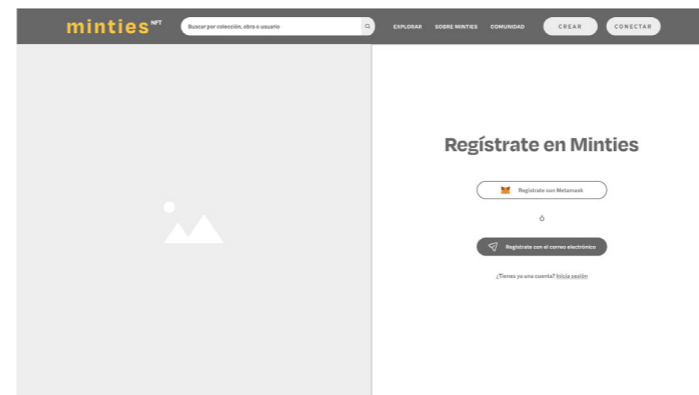 minties NFT
Buscar por colección, obra o usuario
EXPLORAR
SOBRE MINTIES
COMUNIDAD
CREAR
CONECTAR
Regístrate en Minties
Regístrate con Metamask
ó
Regístrate con el correo electrónico
¿Tienes ya una cuenta? Inicia sesión